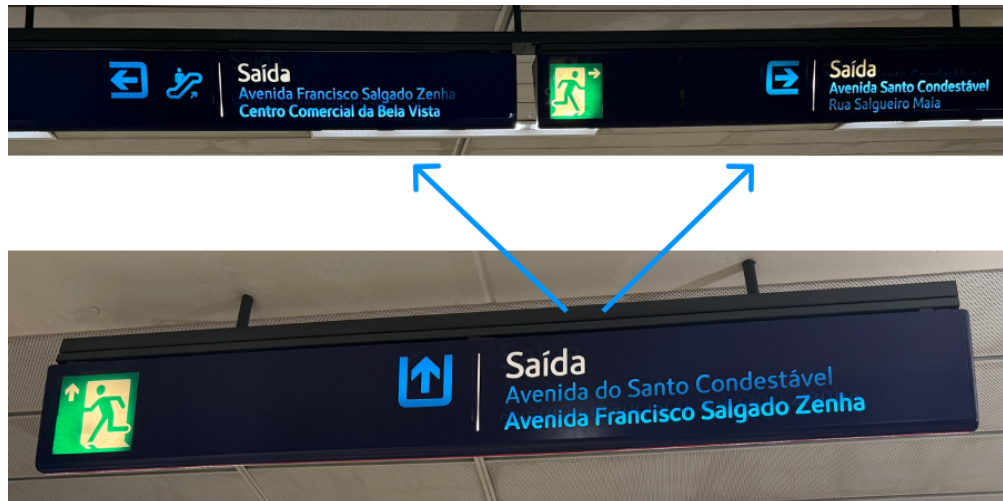 Saída
Avenida Francisco Salgado Zenha
Centro Comercial da Bela Vista
Saída
Avenida Santo Condestável
Rua Salgueiro Maia
Saída
Avenida do Santo Condestável
Avenida Francisco Salgado Zenha